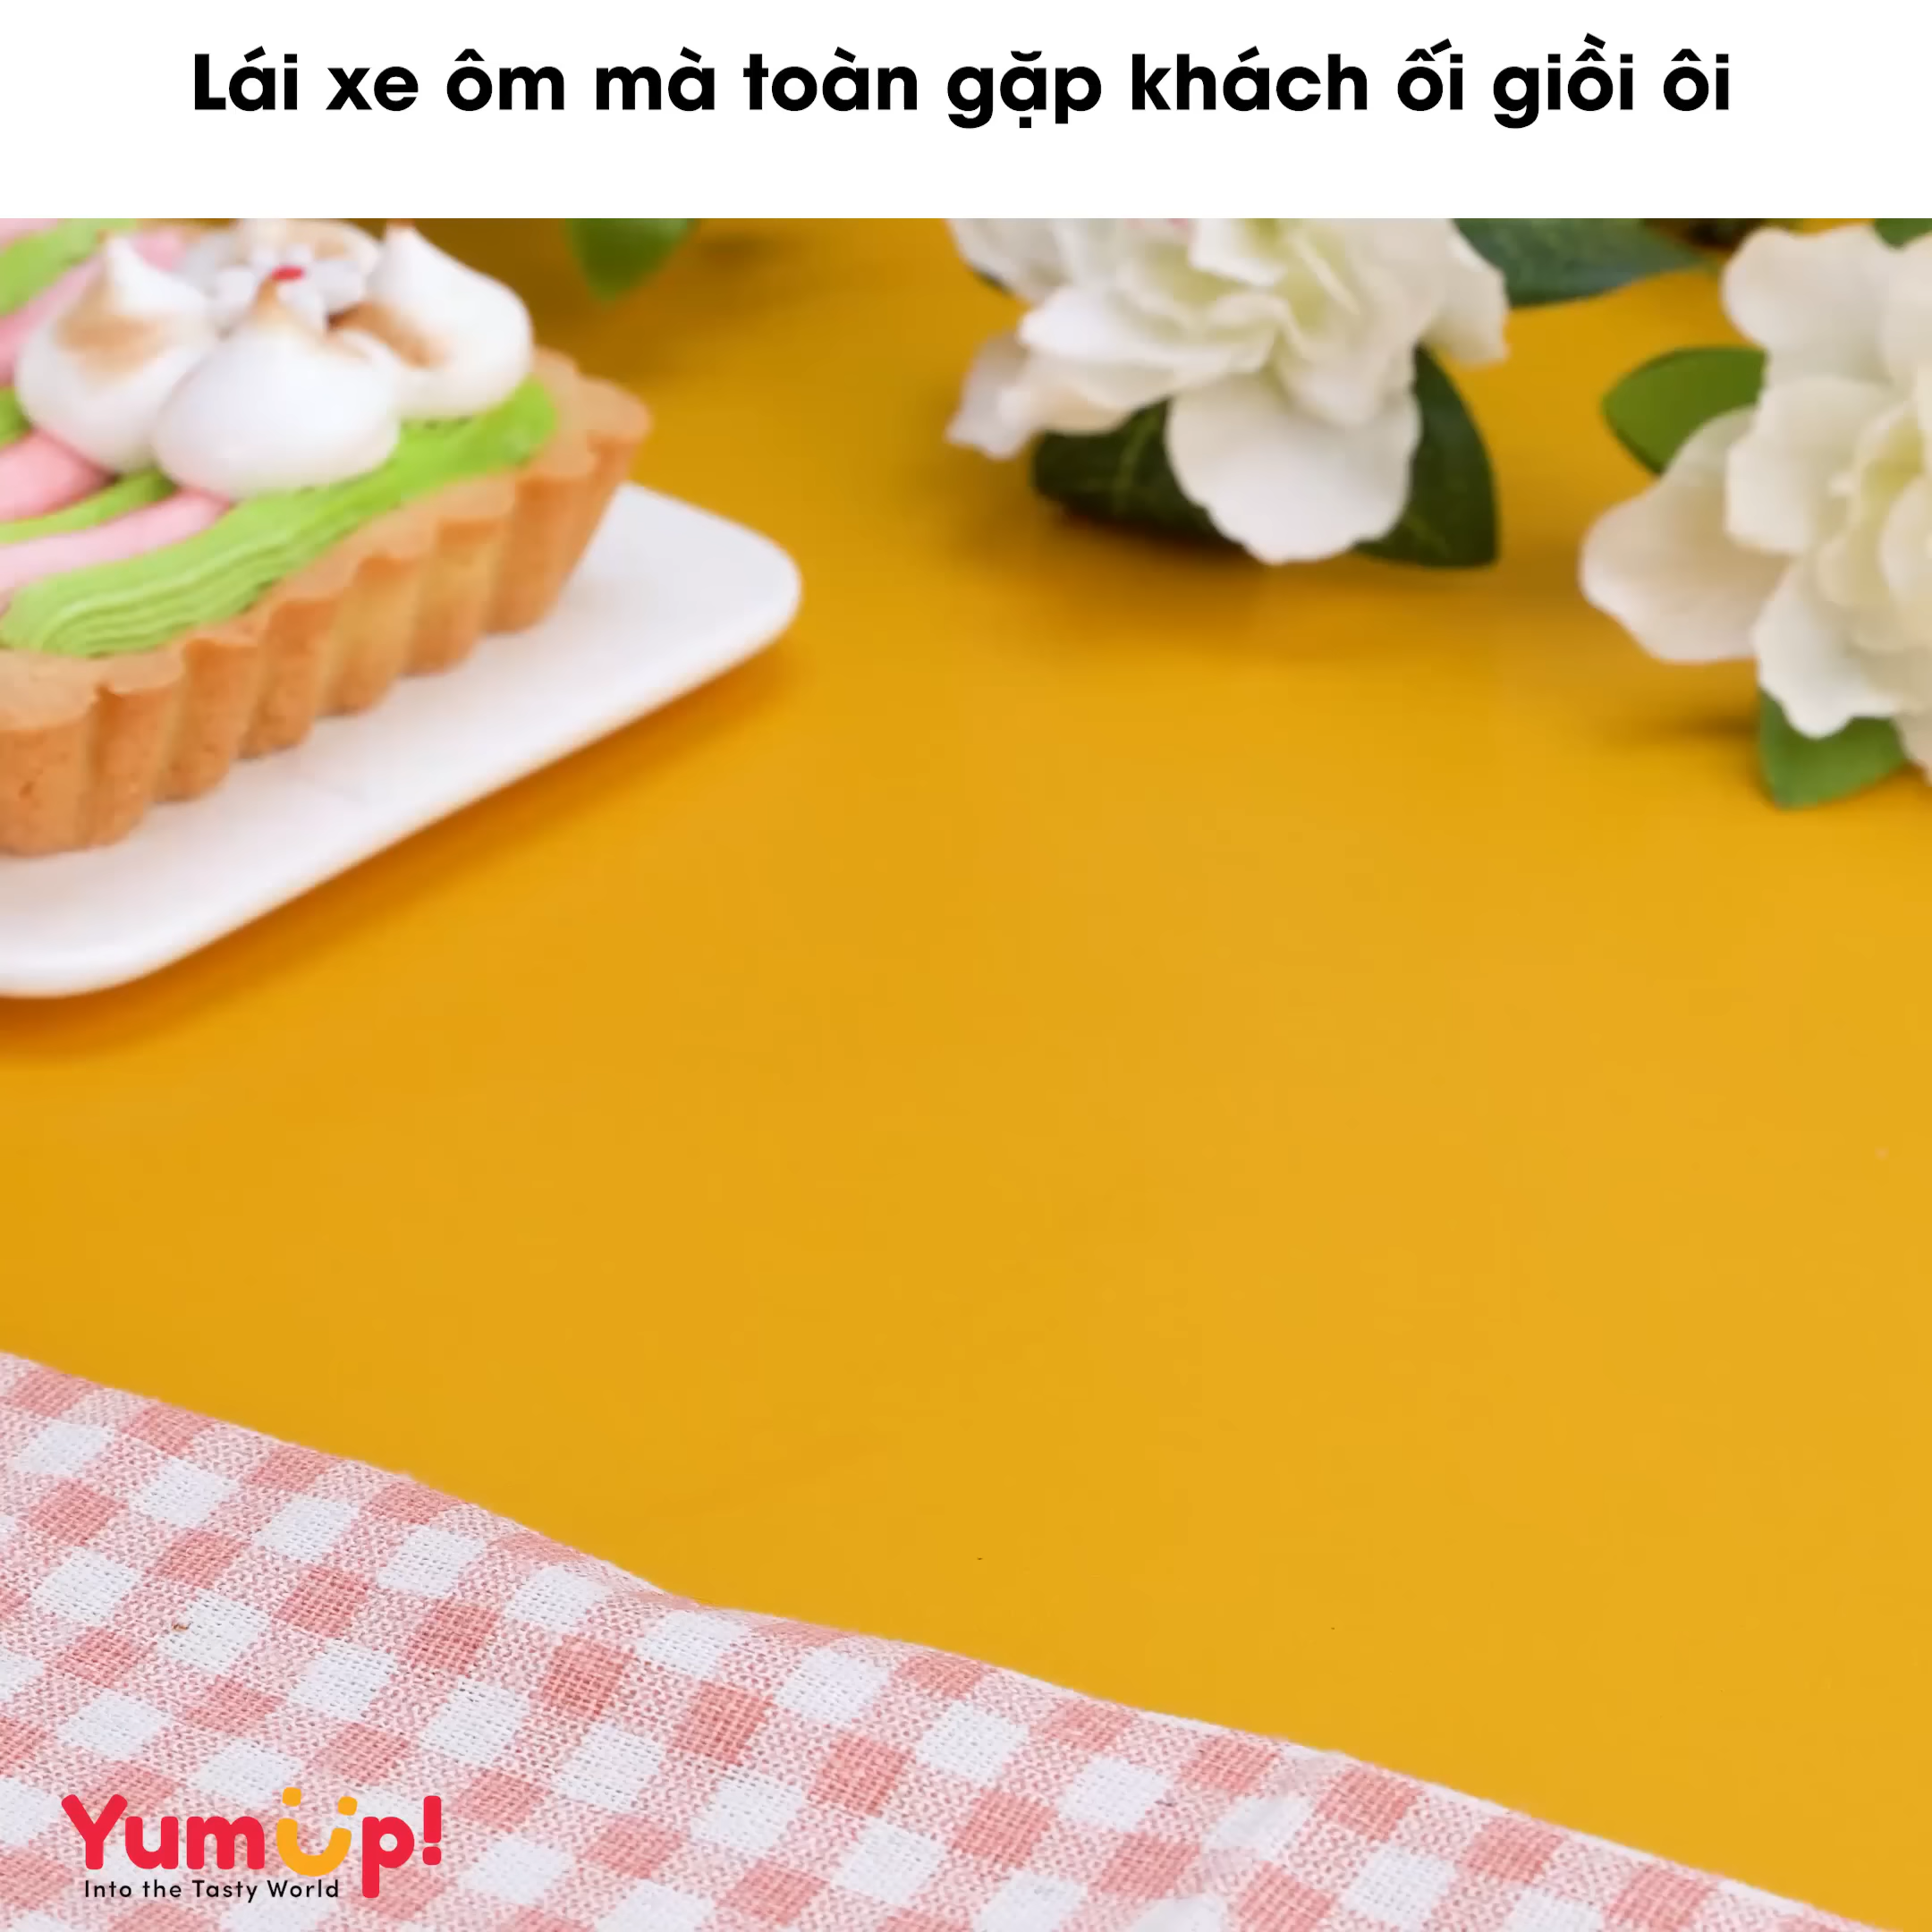 Lái xe ôm mà toàn gặp khách ối giồi ôi
YumUp!
Into the Tasty World